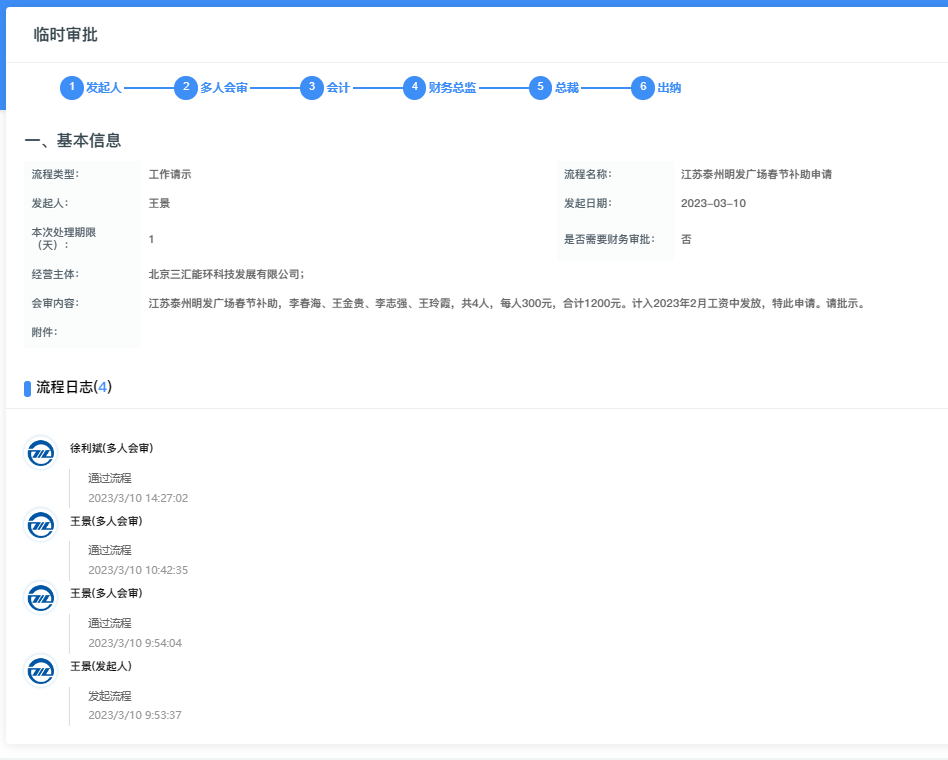 临时审批
1 发起人 2 多人会审 3 会计 4 财务总监 5 总裁 6 出纳
一、基本信息
流程类型： 工作请示 流程名称： 江苏泰州明发广场春节补助申请
发起人： 王景 发起日期： 2023-03-10
本次处理期限
（天）： 1 是否需要财务审批： 否
经营主体： 北京三汇能环科技发展有限公司；
会审内容： 江苏泰州明发广场春节补助，李春海、王金贵、李志强、王玲霞，共4人，每人300元，合计1200元。计入2023年2月工资中发放，特此申请。请批示。
附件：
流程日志(4)
徐利斌(多人会审)
通过流程
2023/3/10 14:27:02
王景(多人会审)
通过流程
2023/3/10 10:42:35
王景(多人会审)
通过流程
2023/3/10 9:54:04
王景(发起人)
发起流程
2023/3/10 9:53:37